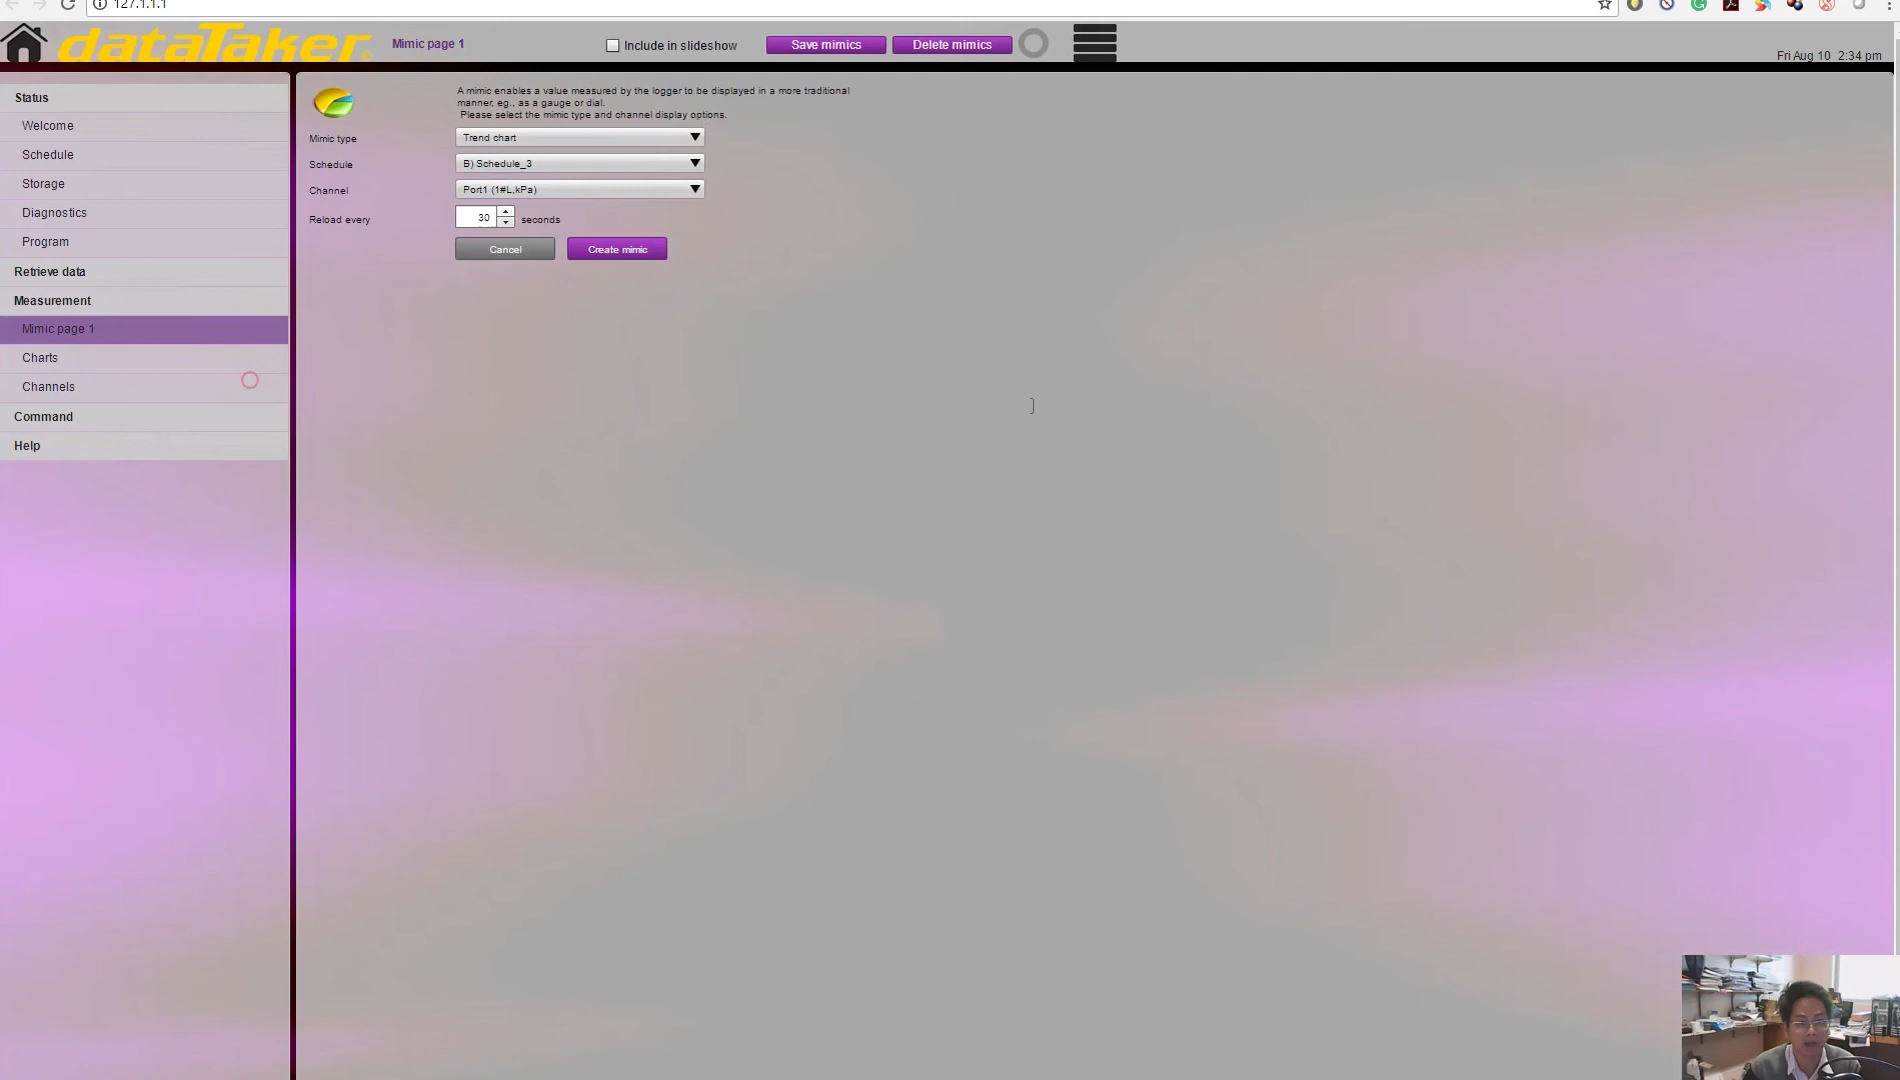 127.1.1.1
dataTaker
Mimic page 1
Include in slideshow
Save mimics
Delete mimics
Fri Aug 10 2:34 pm
Status
Welcome
Schedule
Storage
Diagnostics
Program
Retrieve data
Measurement
Mimic page 1
Charts
Channels
Command
Help
A mimic enables a value measured by the logger to be displayed in a more traditional
manner, eg., as a gauge or dial.
Please select the mimic type and channel display options.
Mimic type
Trend chart
Schedule
B) Schedule_3
Channel
Port1 (1#L,kPa)
Reload every
30
seconds
Cancel
Create mimic